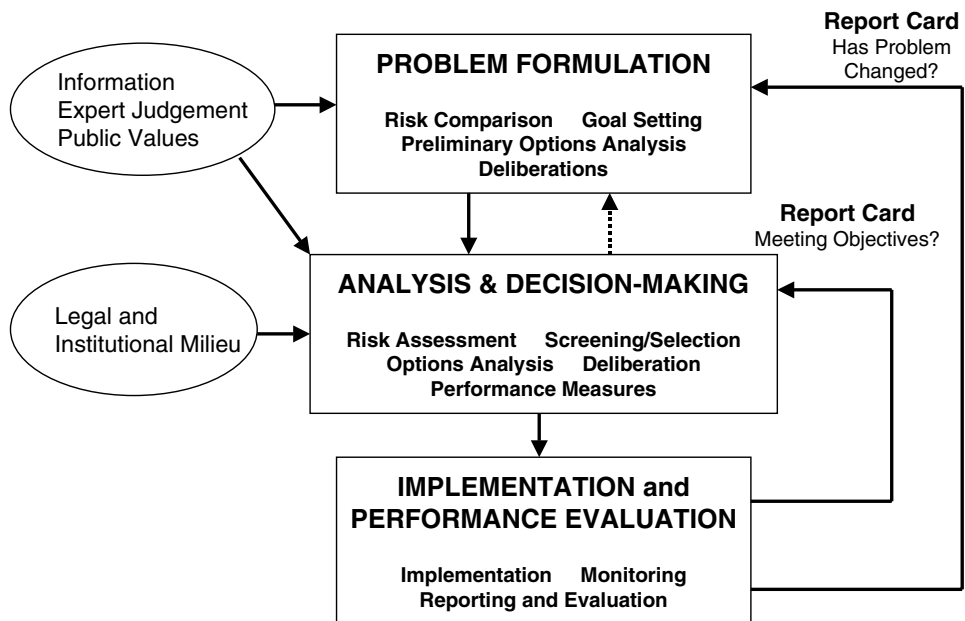 Report Card
Has Problem
Changed?
Information
Expert Judgement
Public Values
PROBLEM FORMULATION
Risk Comparison Goal Setting
Preliminary Options Analysis
Deliberations
Report Card
Meeting Objectives?
Legal and
Institutional Milieu
ANALYSIS & DECISION-MAKING
Risk Assessment Screening/Selection
Options Analysis Deliberation
Performance Measures
IMPLEMENTATION and
PERFORMANCE EVALUATION
Implementation Monitoring
Reporting and Evaluation